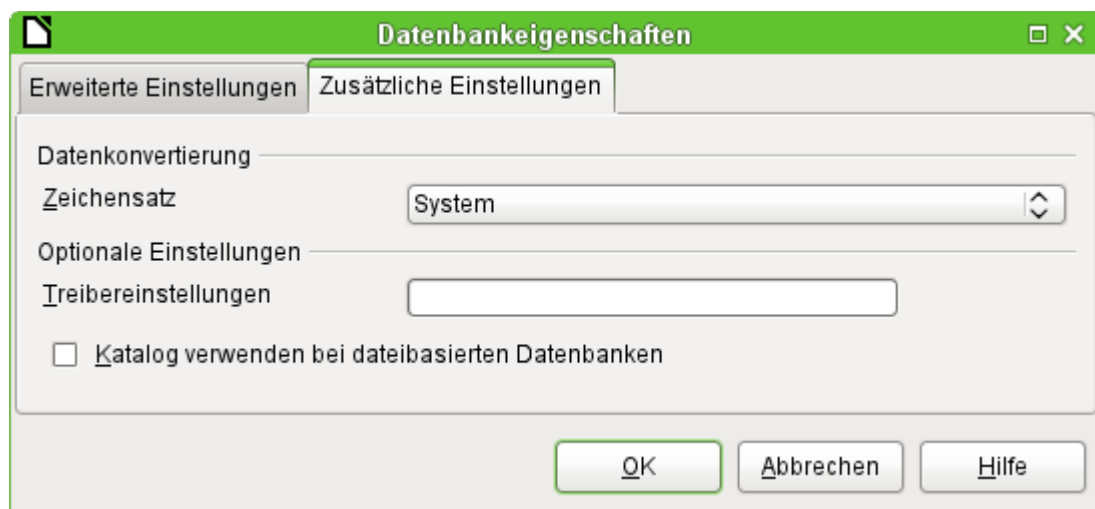 Datenbankeigenschaften
Erweiterte Einstellungen Zusätzliche Einstellungen
Datenkonvertierung
Zeichensatz System
Optionale Einstellungen
Treibereinstellungen
Katalog verwenden bei dateibasierten Datenbanken
OK Abbrechen Hilfe